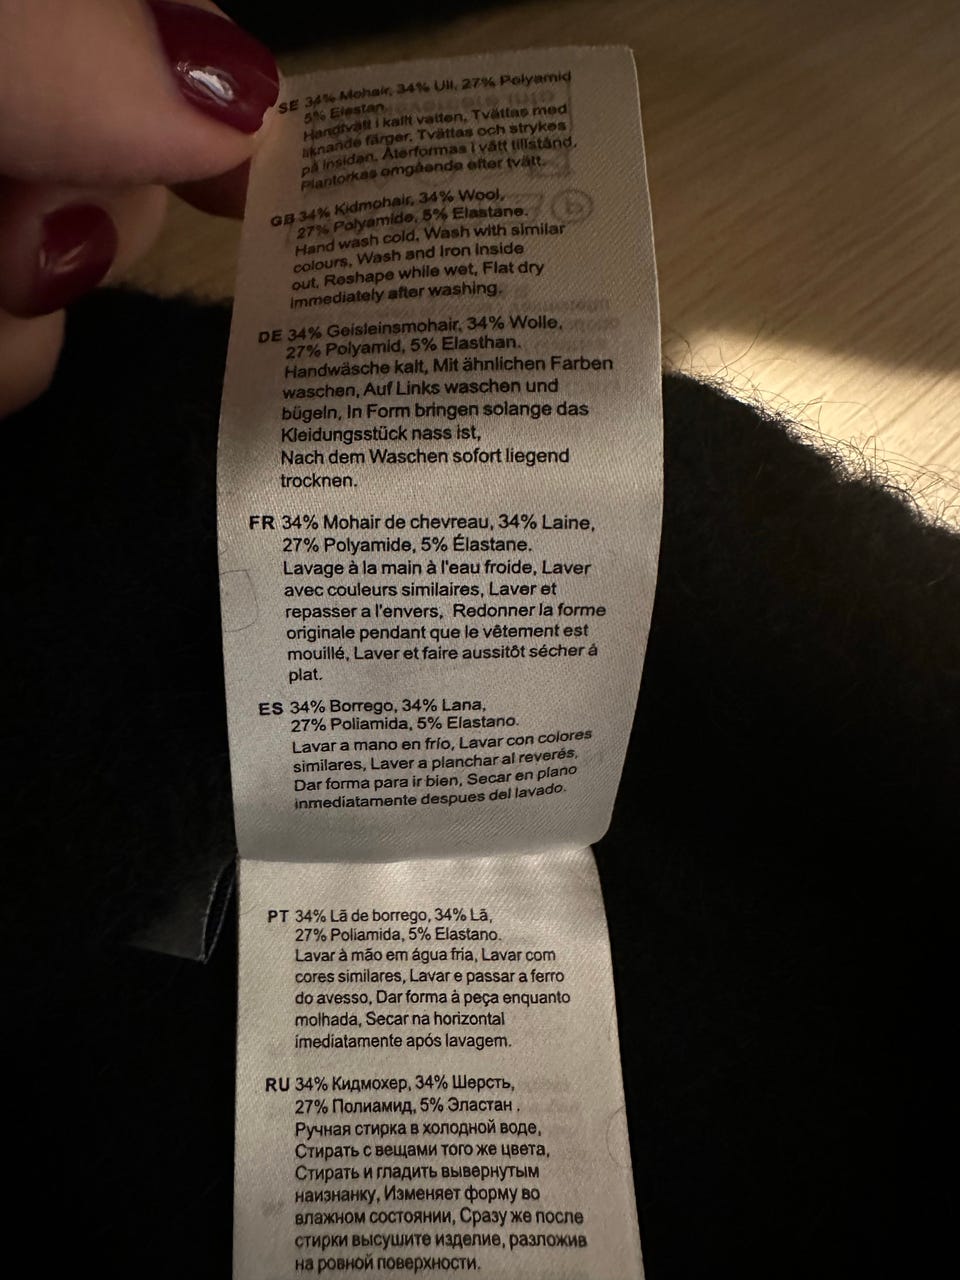 SE 34% Mohair, 34% Ull, 27% Polyamid
5% Elastan.
Handtvätt i kallt vatten, Tvättas med
liknande färger, Tvättas och strykes
på insidan, Återformas i vått tillstånd,
Plantorkas omgående efter tvätt.
GB 34% Kidmohair, 34% Wool,
27% Polyamide, 5% Elastane.
Hand wash cold, Wash with similar
colours, Wash and Iron inside
out, Reshape while wet, Flat dry
immediately after washing.
DE 34% Geisleinsmohair, 34% Wolle,
27% Polyamid, 5% Elasthan.
Handwäsche kalt, Mit ähnlichen Farben
waschen, Auf Links waschen und
bügeln, In Form bringen solange das
Kleidungsstück nass ist,
Nach dem Waschen sofort liegend
trocknen.
FR 34% Mohair de chevreau, 34% Laine,
27% Polyamide, 5% Élastane.
Lavage à la main à l'eau froide, Laver
avec couleurs similaires, Laver et
repasser a l'envers, Redonner la forme
originale pendant que le vêtement est
mouillé, Laver et faire aussitôt sécher á
plat.
ES 34% Borrego, 34% Lana,
27% Poliamida, 5% Elastano.
Lavar a mano en frío, Lavar con colores
similares, Laver a planchar al reverés,
Dar forma para ir bien, Secar en plano
inmediatamente despues del lavado.
PT 34% Lã de borrego, 34% Lã,
27% Poliamida, 5% Elastano.
Lavar à mão em água fria, Lavar com
cores similares, Lavar e passar a ferro
do avesso, Dar forma à peça enquanto
molhada, Secar na horizontal
imediatamente após lavagem.
RU 34% Кидмохер, 34% Шерсть,
27% Полиамид, 5% Эластан .
Ручная стирка в холодной воде,
Стирать с вещами того же цвета,
Стирать и гладить вывернутым
наизнанку, Изменяет форму во
влажном состоянии, Сразу же после
стирки высушите изделие, разложив
на ровной поверхности.